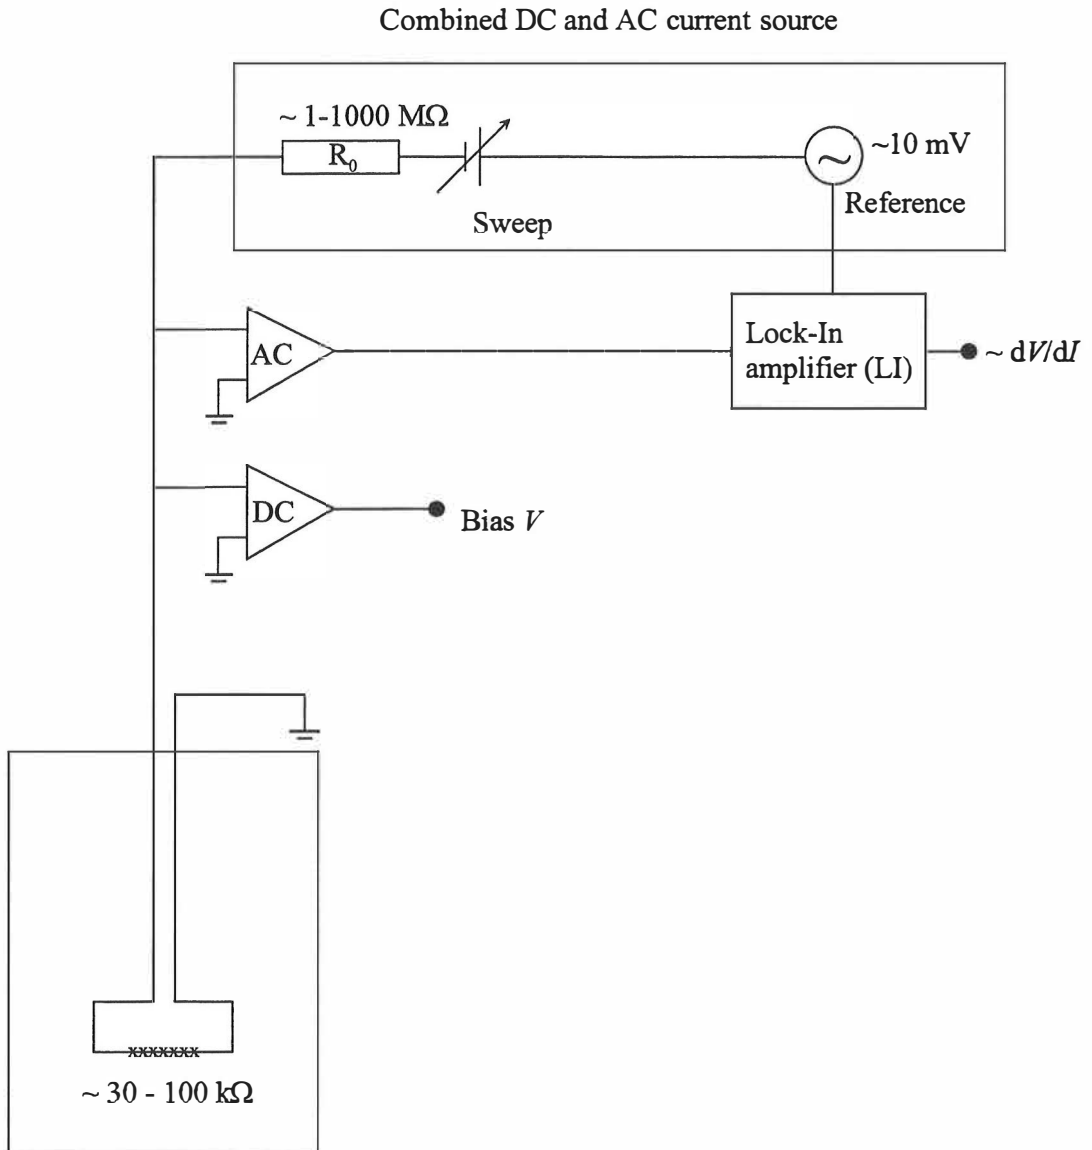 Combined DC and AC current source
~ 1-1000 MΩ
R₀
~
~10 mV
Sweep
Reference
AC
Lock-In
amplifier (LI)
~ dV/dI
DC
Bias V
xxxxxxx
~ 30 - 100 kΩ